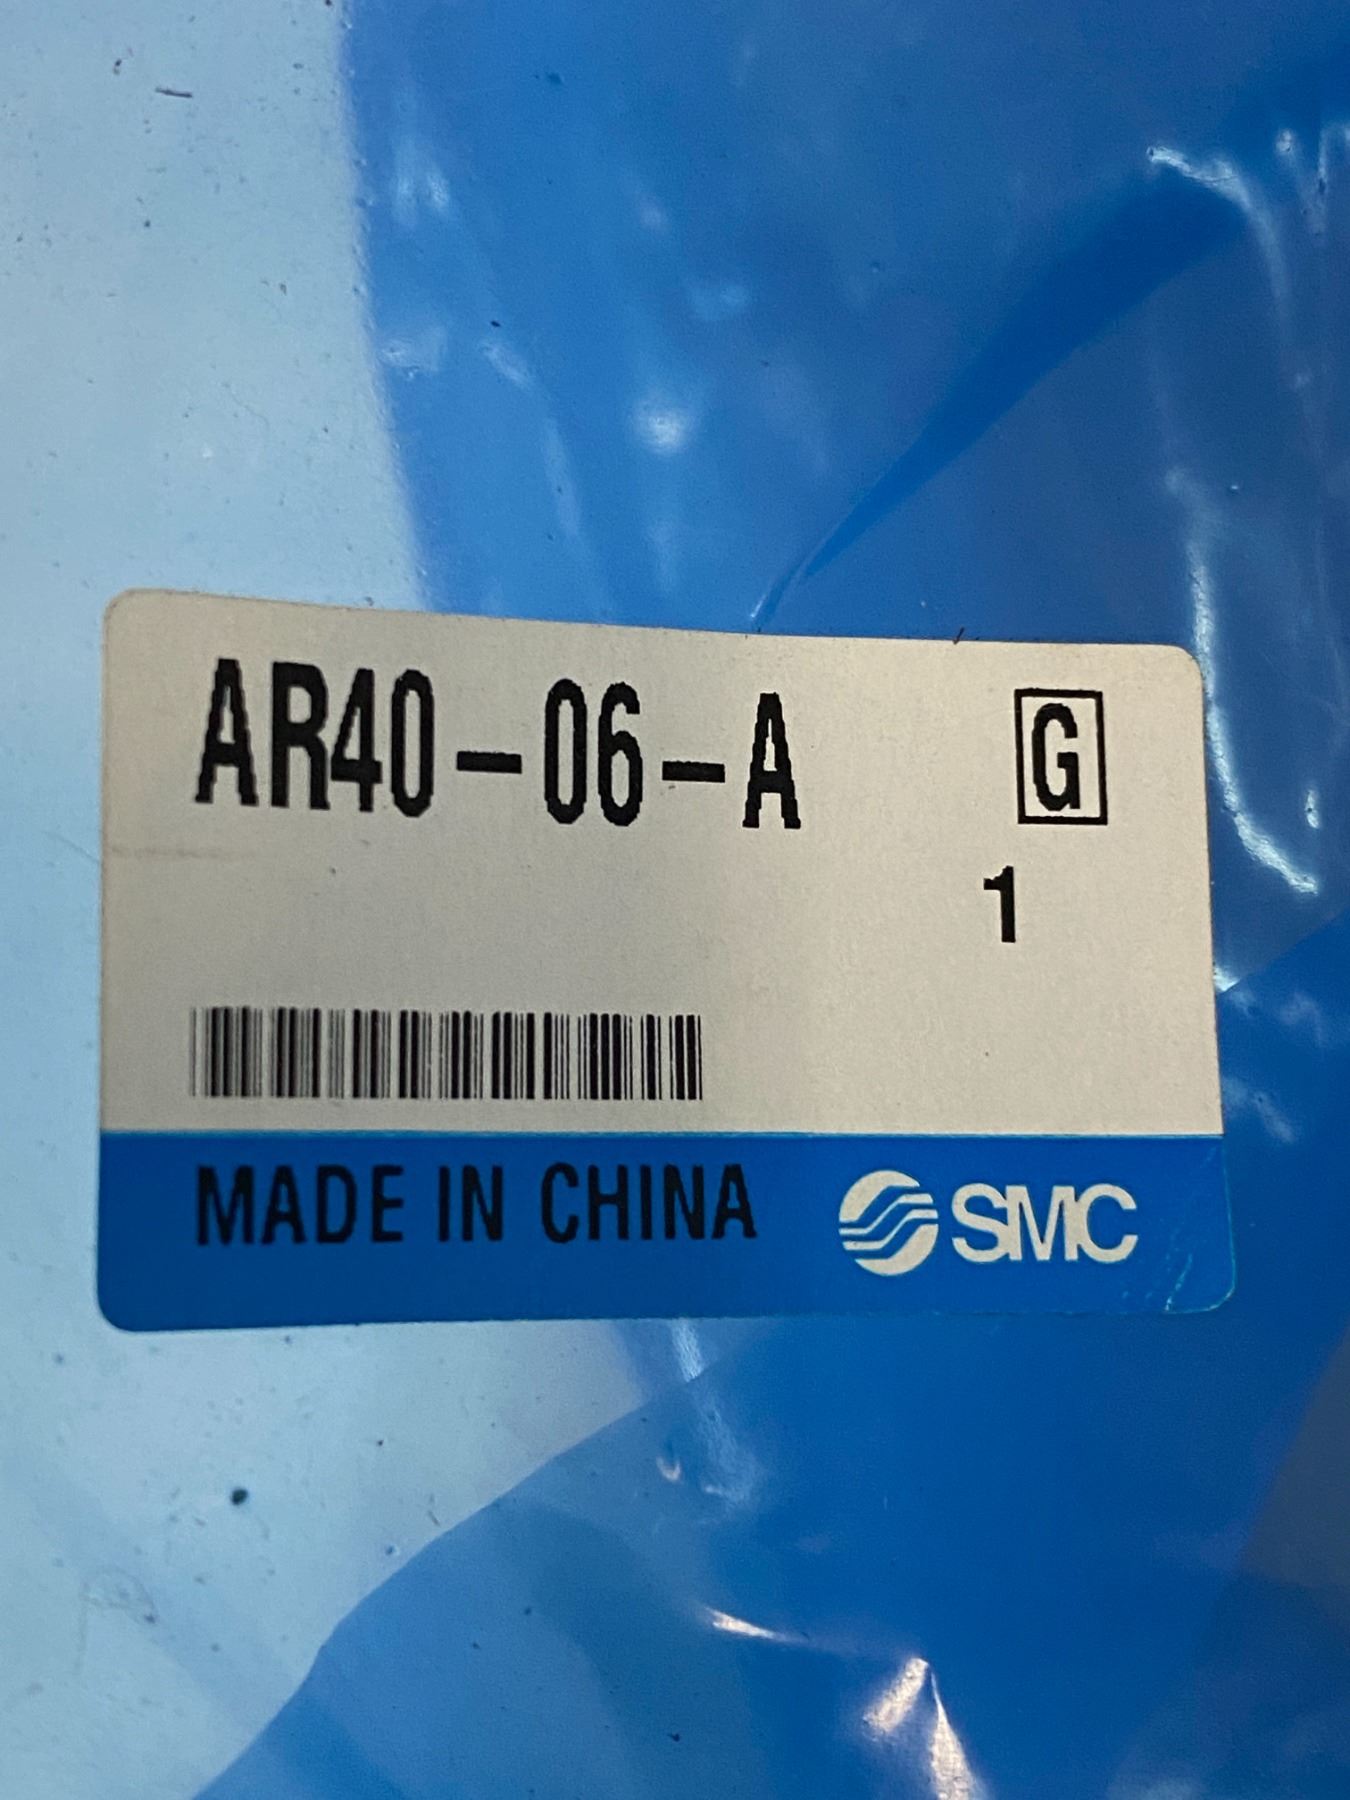 AR40-06-A G
1
MADE IN CHINA SMC